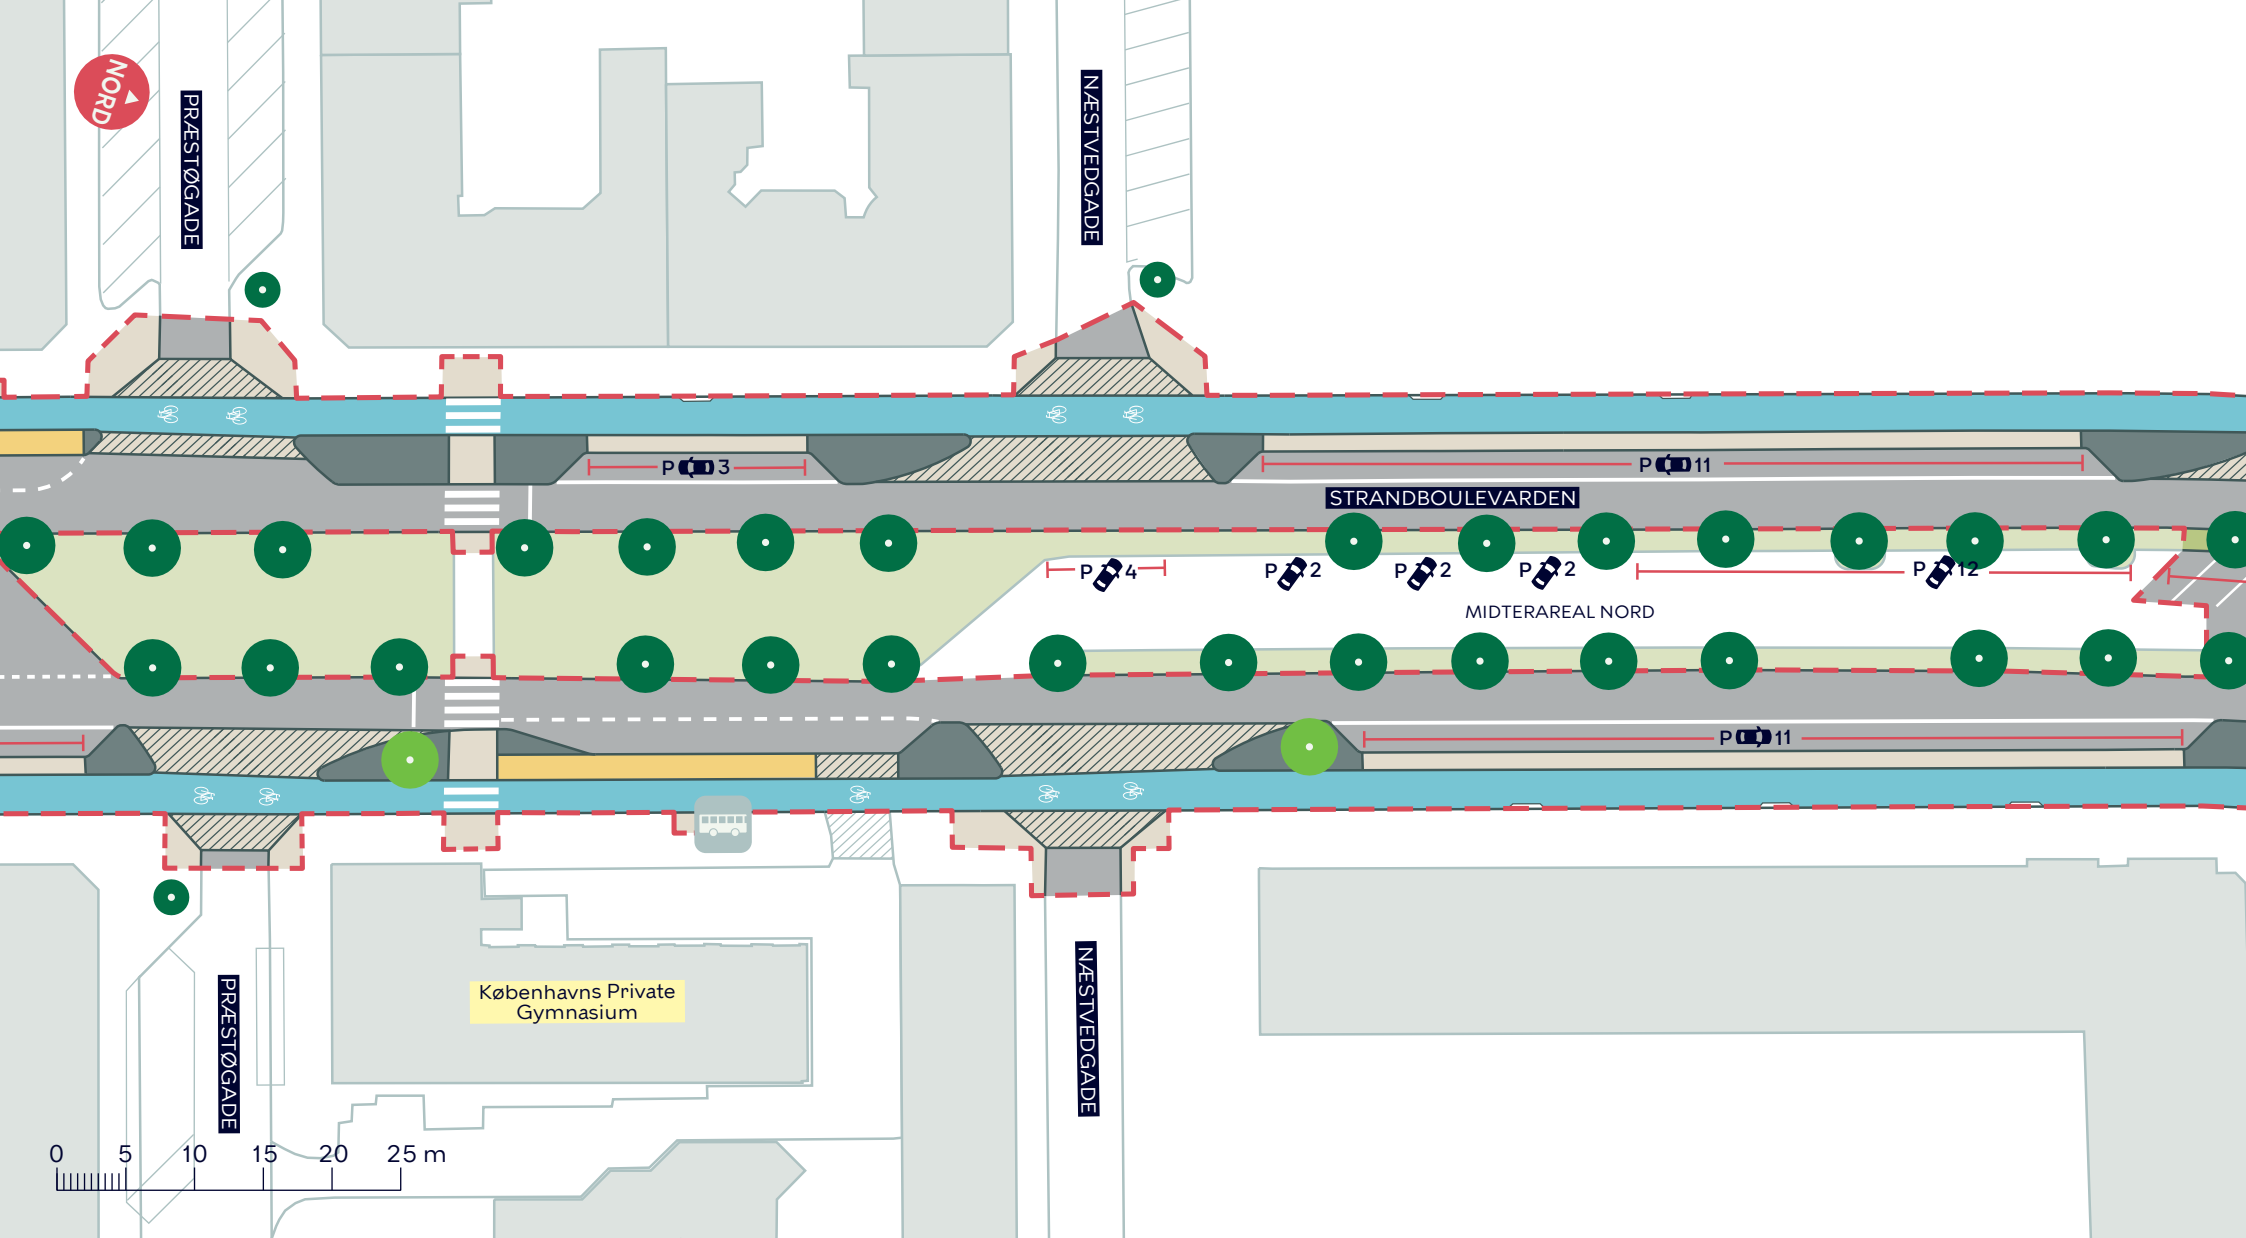 NORD
PRÆSTØGADE
NÆSTVEDGADE
P 3
P 11
STRANDBOULEVARDEN
P 4
P 2
P 2
P 2
P 12
MIDTERAREAL NORD
P 11
Københavns Private
Gymnasium
PRÆSTØGADE
NÆSTVEDGADE
0 5 10 15 20 25 m